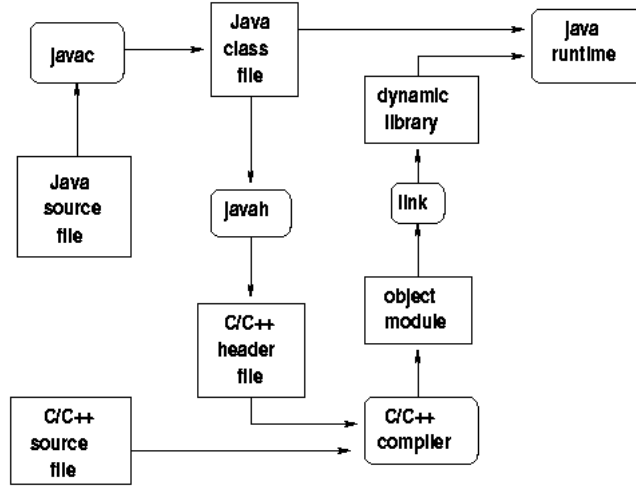 Java
class
file
javac
java
runtime
dynamic
library
Java
source
file
javah
link
C/C++
header
file
object
module
C/C++
source
file
C/C++
compiler